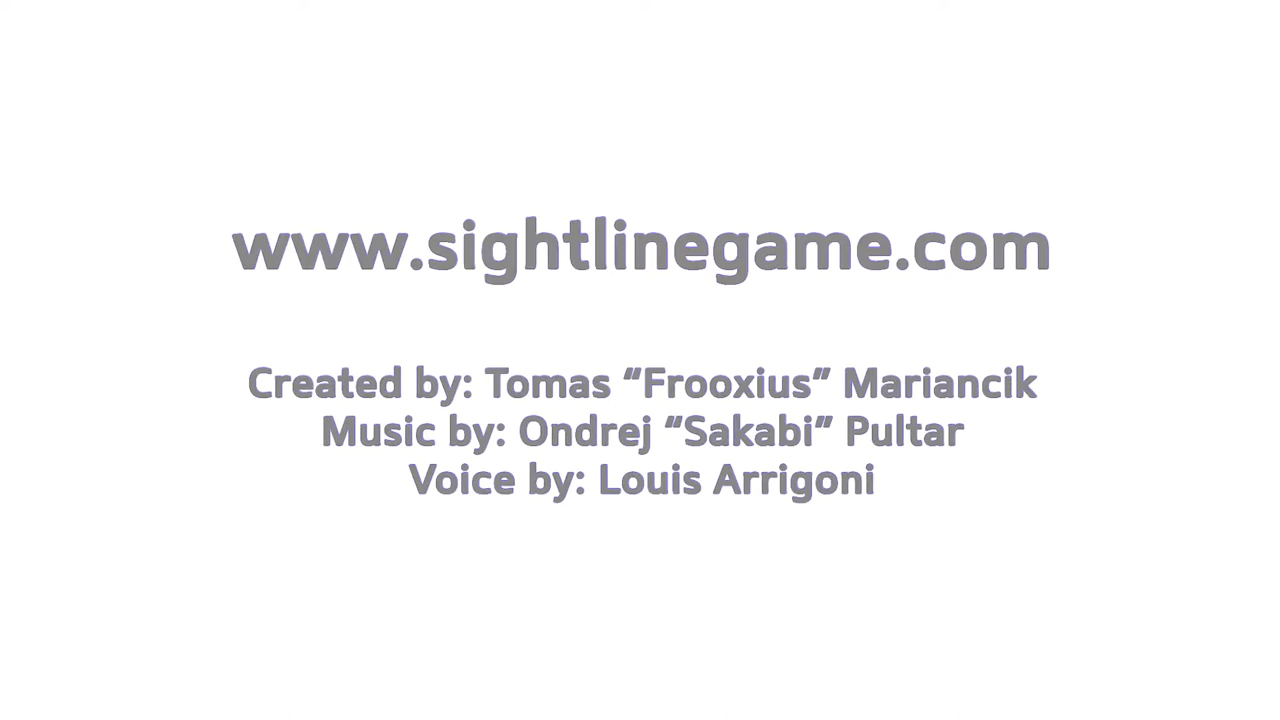 www.sightlinegame.com
Created by: Tomas “Frooxius” Mariancik
Music by: Ondrej “Sakabi” Pultar
Voice by: Louis Arrigoni